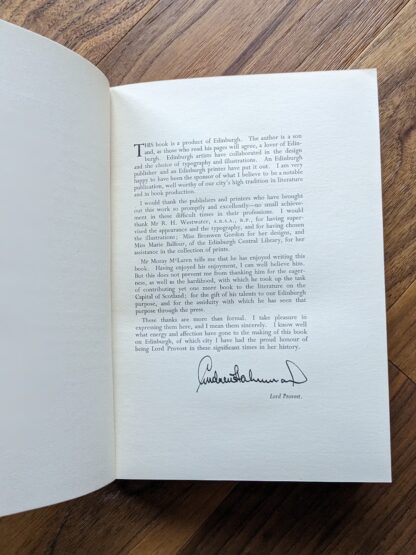 THIS book is a product of Edinburgh. The author is a son
and, as those who read his pages will agree, a lover of Edin-
burgh. Edinburgh artists have collaborated in the design
and the choice of typography and illustrations. An Edinburgh
publisher and an Edinburgh printer have put it out. I am very
happy to have been the sponsor of what I believe to be a notable
publication, well worthy of our city's high tradition in literature
and in book production.
I would thank the publishers and printers who have brought
out this work so promptly and excellently—no small achieve-
ment in these difficult times in their professions. I would
thank Mr R. H. Westwater, A.R.S.A., R.P., for having super-
vised the appearance and the typography, and for having chosen
the illustrations; Miss Bronwen Gordon for her designs, and
Miss Marie Balfour, of the Edinburgh Central Library, for her
assistance in the collection of prints.
Mr Moray McLaren tells me that he has enjoyed writing this
book. Having enjoyed his enjoyment, I can well believe him.
But this does not prevent me from thanking him for the eager-
ness, as well as the hardihood, with which he took up the task
of contributing yet one more book to the literature on the
Capital of Scotland; for the gift of his talents to our Edinburgh
purpose, and for the assiduity with which he has seen that
purpose through the press.
These thanks are more than formal. I take pleasure in
expressing them here, and I mean them sincerely. I know well
what energy and affection have gone to the making of this book
on Edinburgh, of which city I have had the proud honour of
being Lord Provost in these significant times in her history.
Lord Provost.